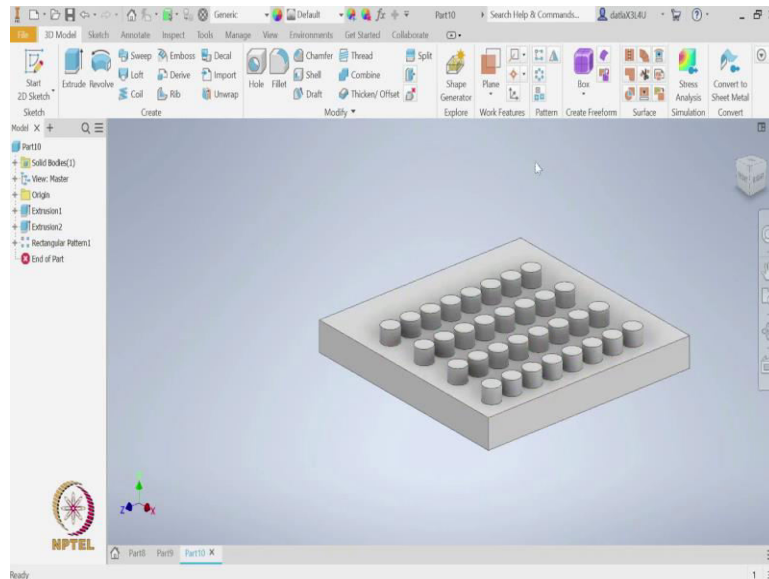 Generic Default fx Part10 Search Help & Commands... datlaX3L4U
File 3D Model Sketch Annotate Inspect Tools Manage View Environments Get Started Collaborate
Start 2D Sketch Extrude Revolve Sweep Emboss Decal Hole Fillet Chamfer Thread Split Shape Generator Plane Box Stress Analysis Convert to Sheet Metal
Loft Derive Import Shell Combine
Coil Rib Unwrap Draft Thicken/ Offset
Sketch Create Modify Explore Work Features Pattern Create Freeform Surface Simulation Convert
Model X +
Part10
Solid Bodies(1)
View: Master
Origin
Extrusion1
Extrusion2
Rectangular Pattern1
End of Part
Z X
NPTEL
Part8 Part9 Part10 X
Ready 1